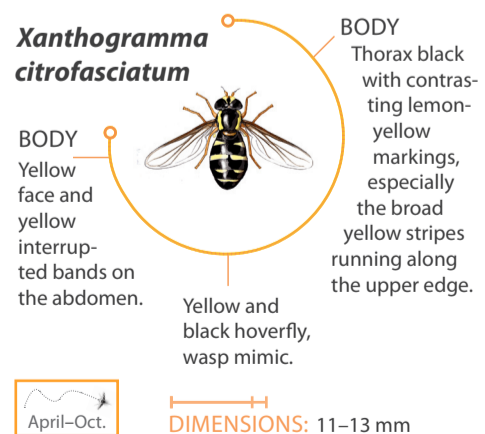 Xanthogramma
citrofasciatum
BODY
Thorax black
with contras-
ting lemon-
yellow
markings,
especially
the broad
yellow stripes
running along
the upper edge.
BODY
Yellow
face and
yellow
interrup-
ted bands on
the abdomen.
Yellow and
black hoverfly,
wasp mimic.
April–Oct.
DIMENSIONS: 11–13 mm